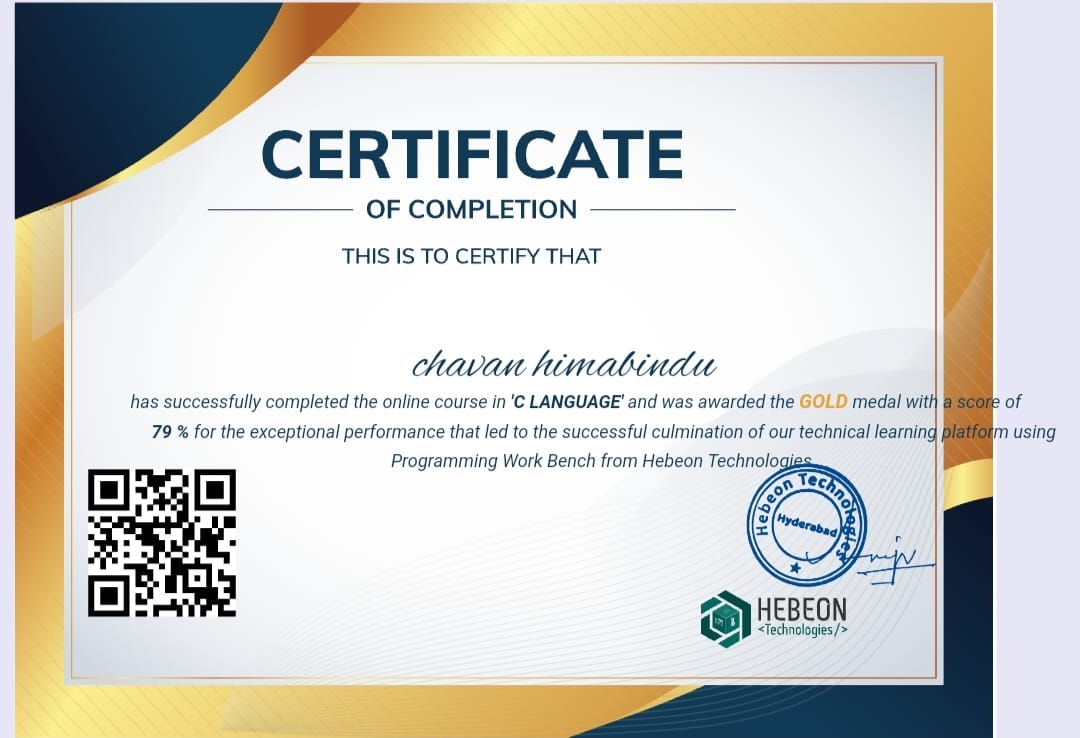 CERTIFICATE
OF COMPLETION
THIS IS TO CERTIFY THAT
chavan himabindu
has successfully completed the online course in 'C LANGUAGE' and was awarded the GOLD medal with a score of
79 % for the exceptional performance that led to the successful culmination of our technical learning platform using
Programming Work Bench from Hebeon Technologies
Hebeon Technologies
Hyderabad
HEBEON
<Technologies/>